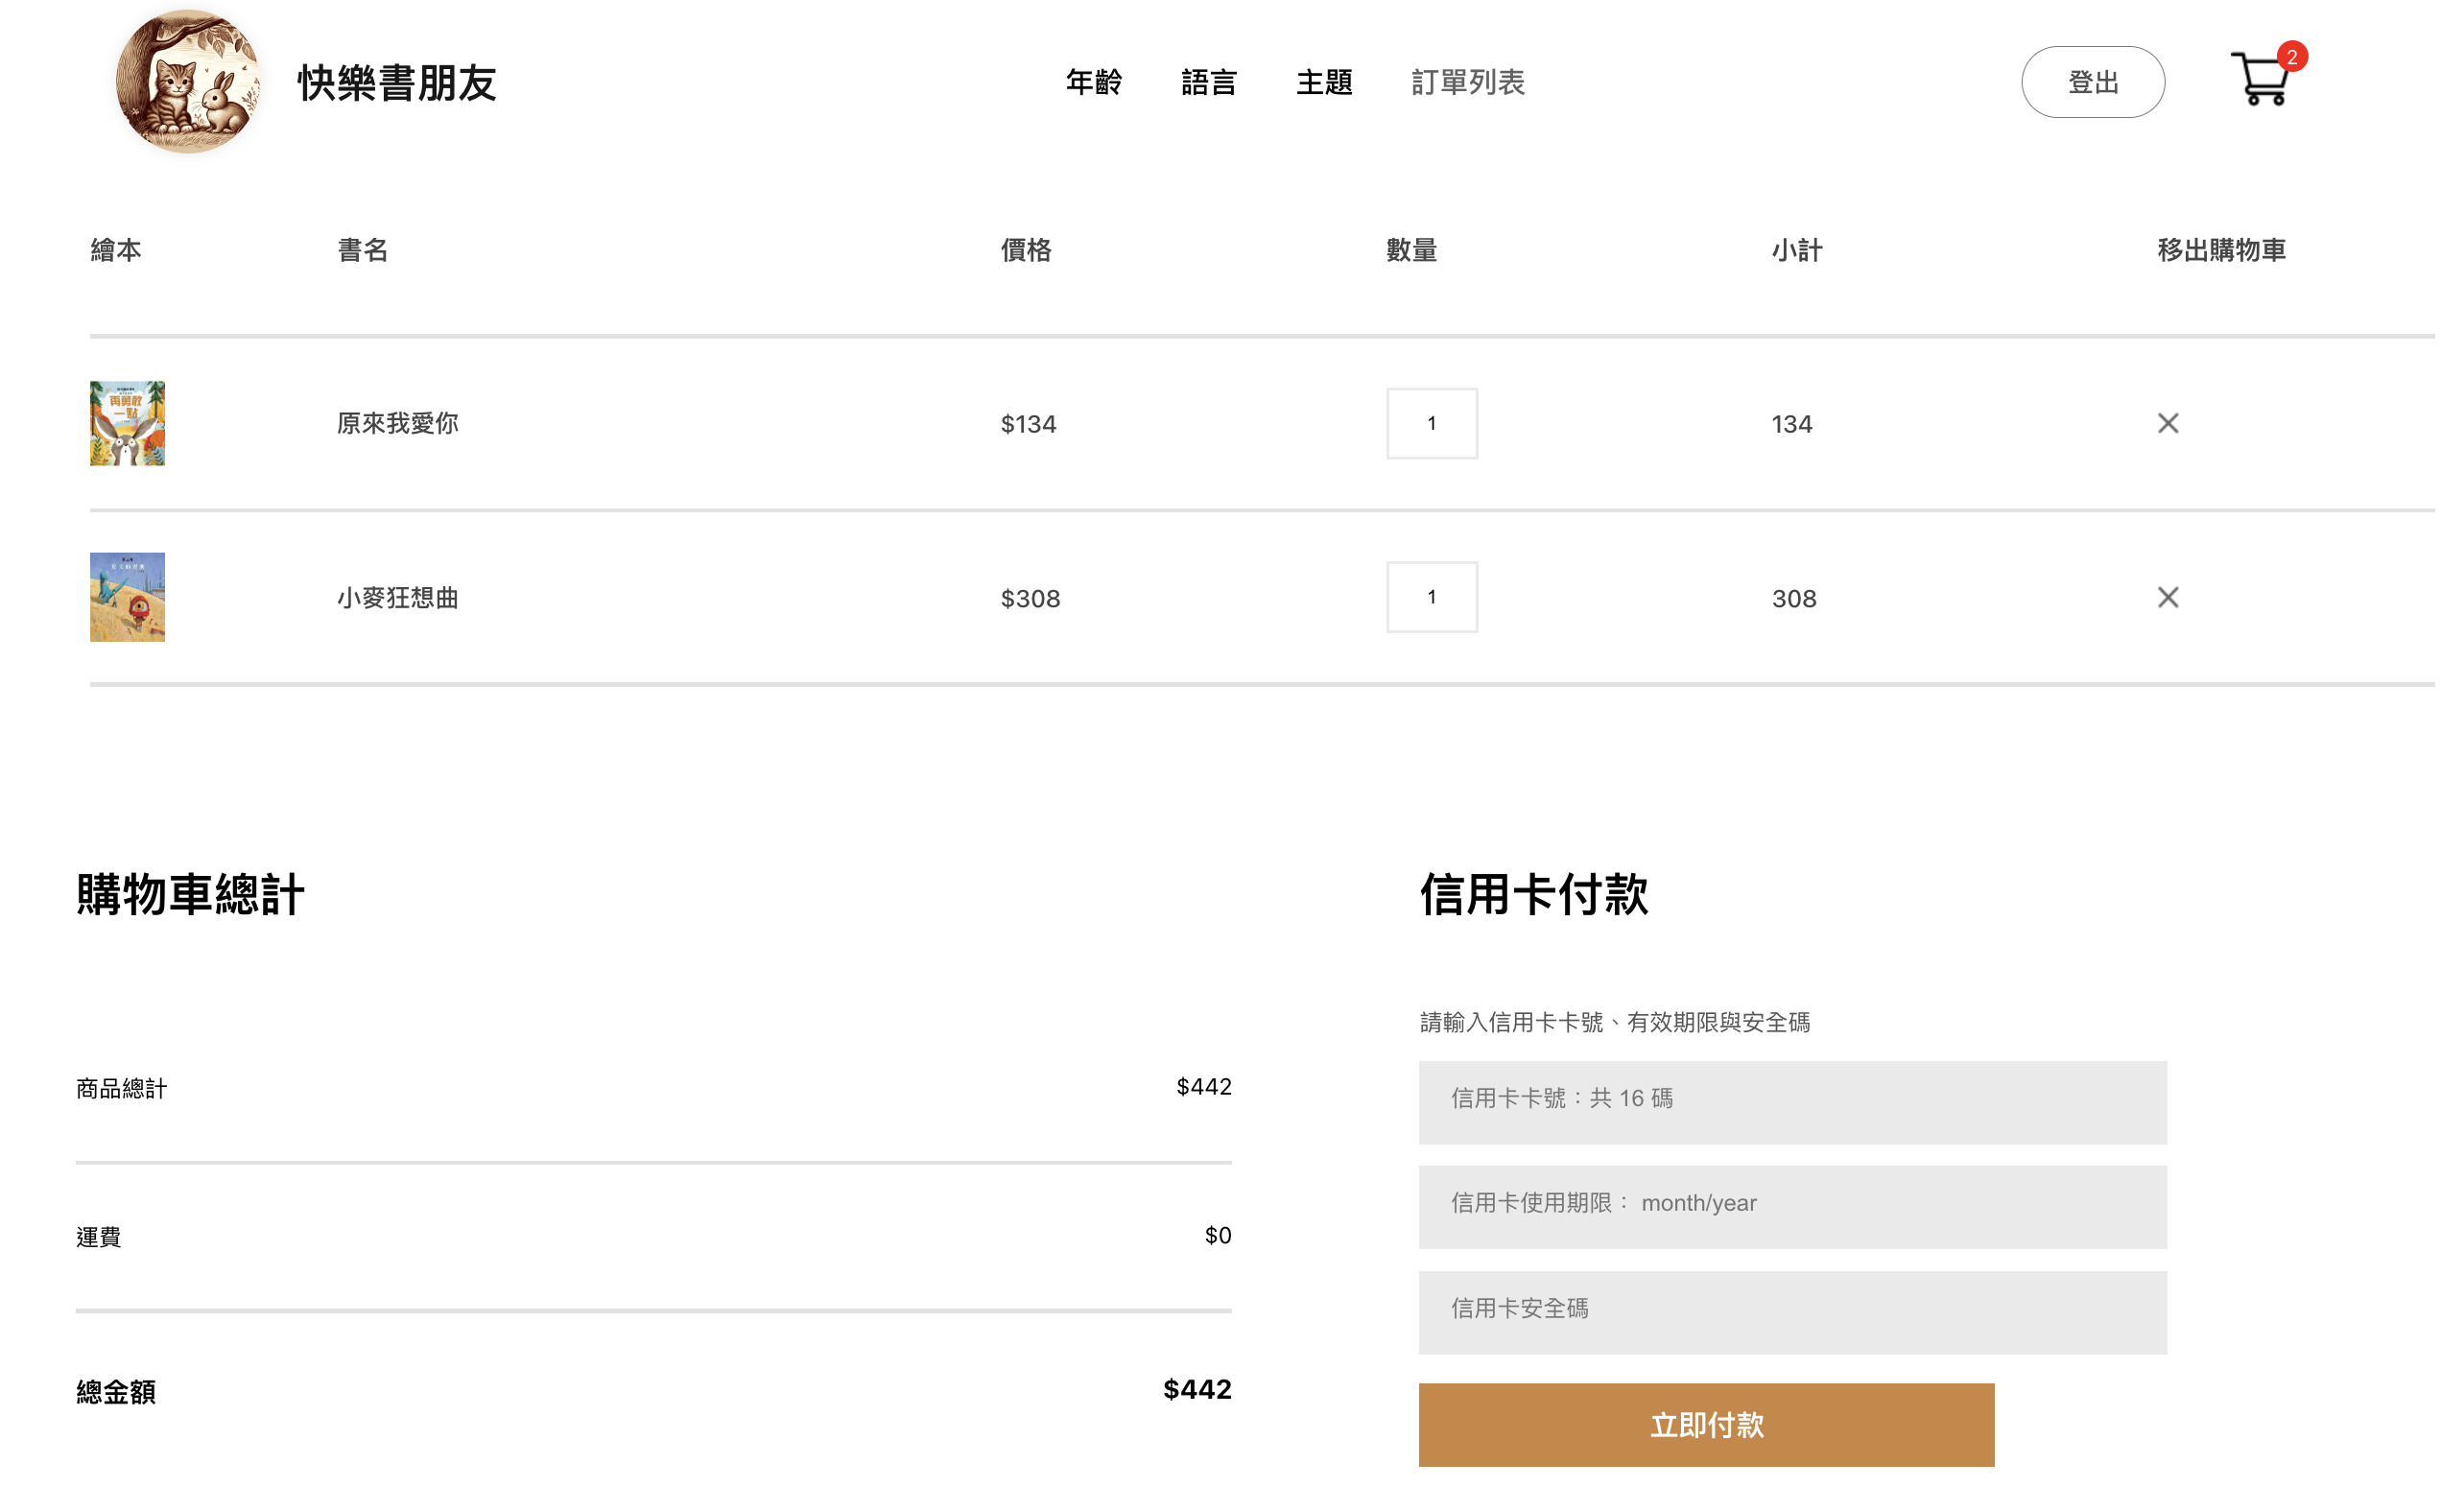 快樂書朋友
年齡 語言 主題 訂單列表
登出 2
繪本 書名 價格 數量 小計 移出購物車
再勇敢
一點
原來我愛你 $134 1 134
小麥狂想曲 $308 1 308
購物車總計
商品總計 $442
運費 $0
總金額 $442
信用卡付款
請輸入信用卡卡號、有效期限與安全碼
信用卡卡號：共 16 碼
信用卡使用期限： month/year
信用卡安全碼
立即付款